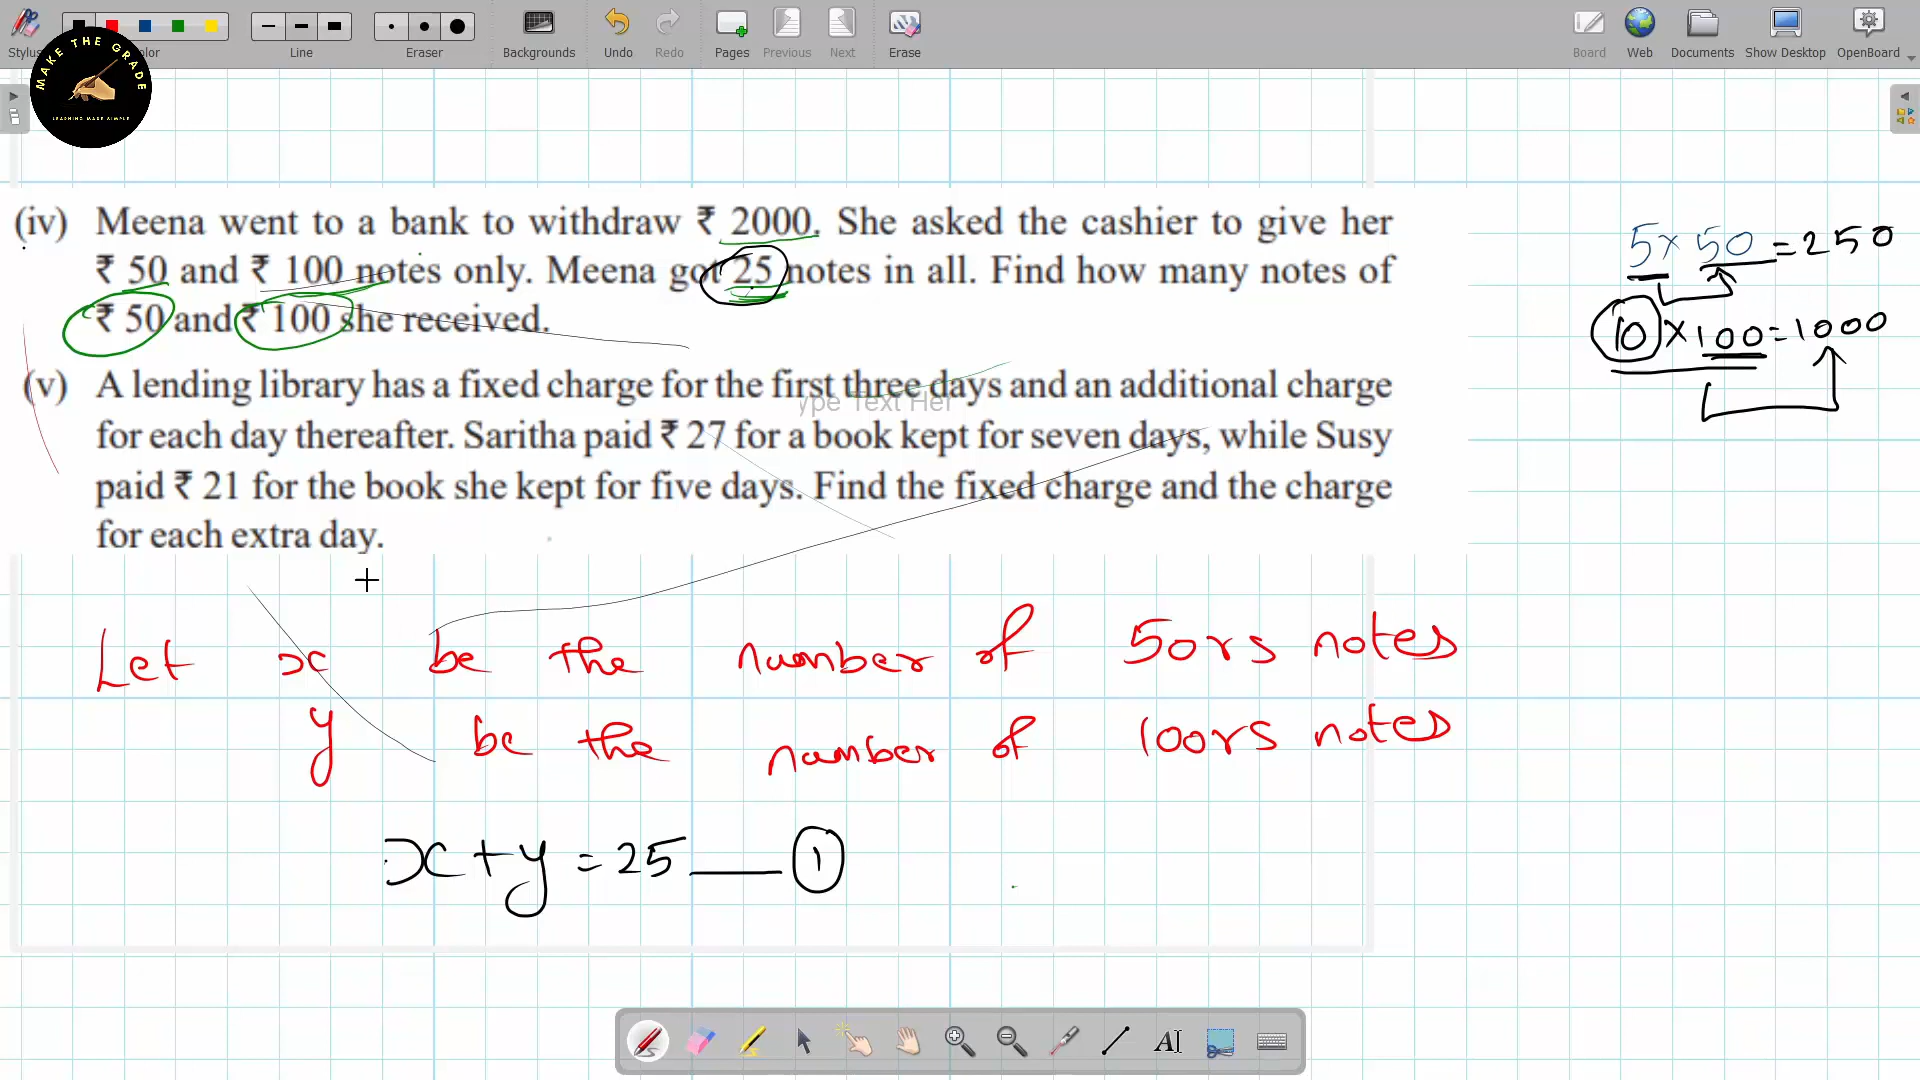 Stylus
Color
Line
Eraser
Backgrounds
Undo
Redo
Pages
Previous
Next
Erase
Board
Web
Documents
Show Desktop
OpenBoard
MAKE THE GRADE
LEARNING MADE SIMPLE
(iv) Meena went to a bank to withdraw ₹ 2000. She asked the cashier to give her
₹ 50 and ₹ 100 notes only. Meena got 25 notes in all. Find how many notes of
₹ 50 and ₹ 100 she received.
(v) A lending library has a fixed charge for the first three days and an additional charge
for each day thereafter. Saritha paid ₹ 27 for a book kept for seven days, while Susy
paid ₹ 21 for the book she kept for five days. Find the fixed charge and the charge
for each extra day.
ype Text Her
5 x 50 = 250
10 x 100 = 1000
Let x be the number of 50rs notes
y be the number of 100rs notes
x + y = 25 — 1